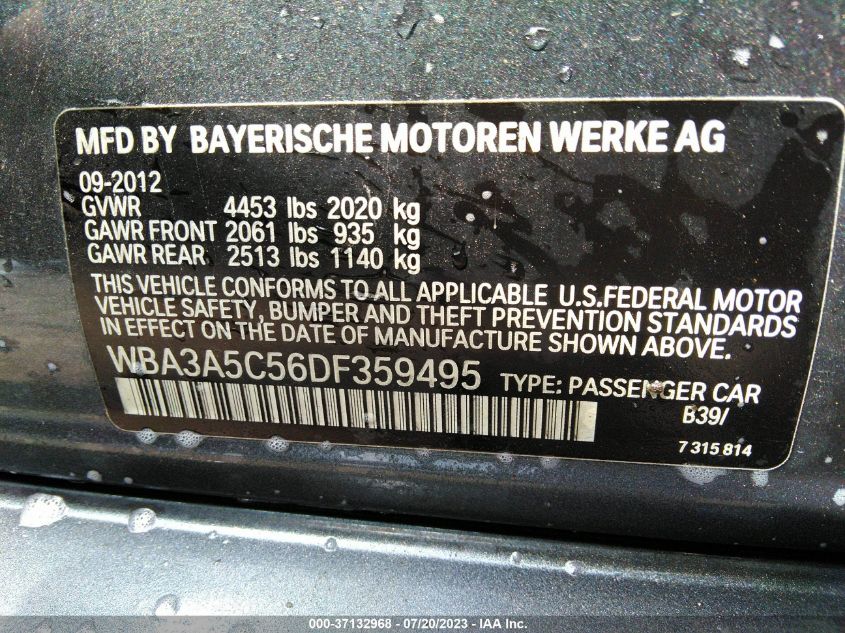 MFD BY BAYERISCHE MOTOREN WERKE AG
09-2012
GVWR 4453 lbs 2020 kg
GAWR FRONT 2061 lbs 935 kg
GAWR REAR 2513 lbs 1140 kg
THIS VEHICLE CONFORMS TO ALL APPLICABLE U.S.FEDERAL MOTOR
VEHICLE SAFETY, BUMPER AND THEFT PREVENTION STANDARDS
IN EFFECT ON THE DATE OF MANUFACTURE SHOWN ABOVE.
WBA3A5C56DF359495 TYPE: PASSENGER CAR
B39/
7 315 814
000-37132968 - 07/20/2023 - IAA Inc.